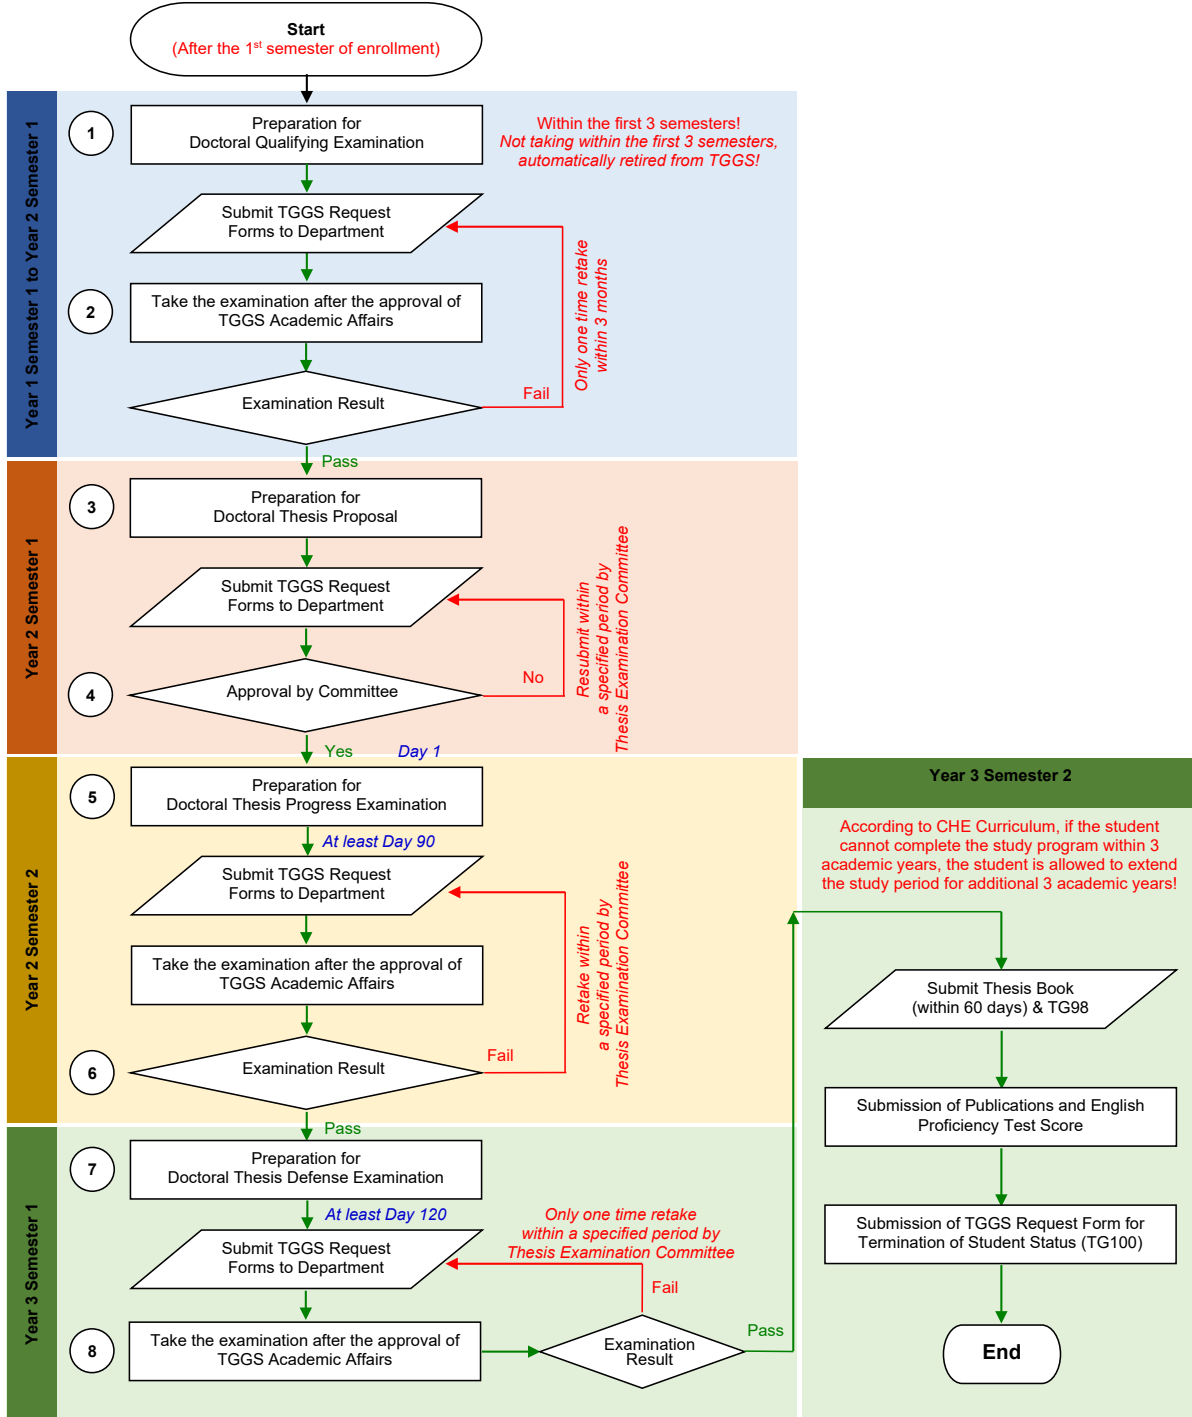 Start
(After the 1st semester of enrollment)
Year 1 Semester 1 to Year 2 Semester 1
1
Preparation for
Doctoral Qualifying Examination
Within the first 3 semesters!
Not taking within the first 3 semesters,
automatically retired from TGGS!
Submit TGGS Request
Forms to Department
Only one time retake
within 3 months
2
Take the examination after the approval of
TGGS Academic Affairs
Examination Result
Fail
Pass
Year 2 Semester 1
3
Preparation for
Doctoral Thesis Proposal
Submit TGGS Request
Forms to Department
Resubmit within
a specified period by
Thesis Examination Committee
4
Approval by Committee
No
Yes
Day 1
Year 2 Semester 2
5
Preparation for
Doctoral Thesis Progress Examination
At least Day 90
Submit TGGS Request
Forms to Department
Retake within
a specified period by
Thesis Examination Committee
Take the examination after the approval of
TGGS Academic Affairs
6
Examination Result
Fail
Pass
Year 3 Semester 1
7
Preparation for
Doctoral Thesis Defense Examination
At least Day 120
Only one time retake
within a specified period by
Thesis Examination Committee
Submit TGGS Request
Forms to Department
Fail
8
Take the examination after the approval of
TGGS Academic Affairs
Examination
Result
Pass
Year 3 Semester 2
According to CHE Curriculum, if the student
cannot complete the study program within 3
academic years, the student is allowed to extend
the study period for additional 3 academic years!
Submit Thesis Book
(within 60 days) & TG98
Submission of Publications and English
Proficiency Test Score
Submission of TGGS Request Form for
Termination of Student Status (TG100)
End